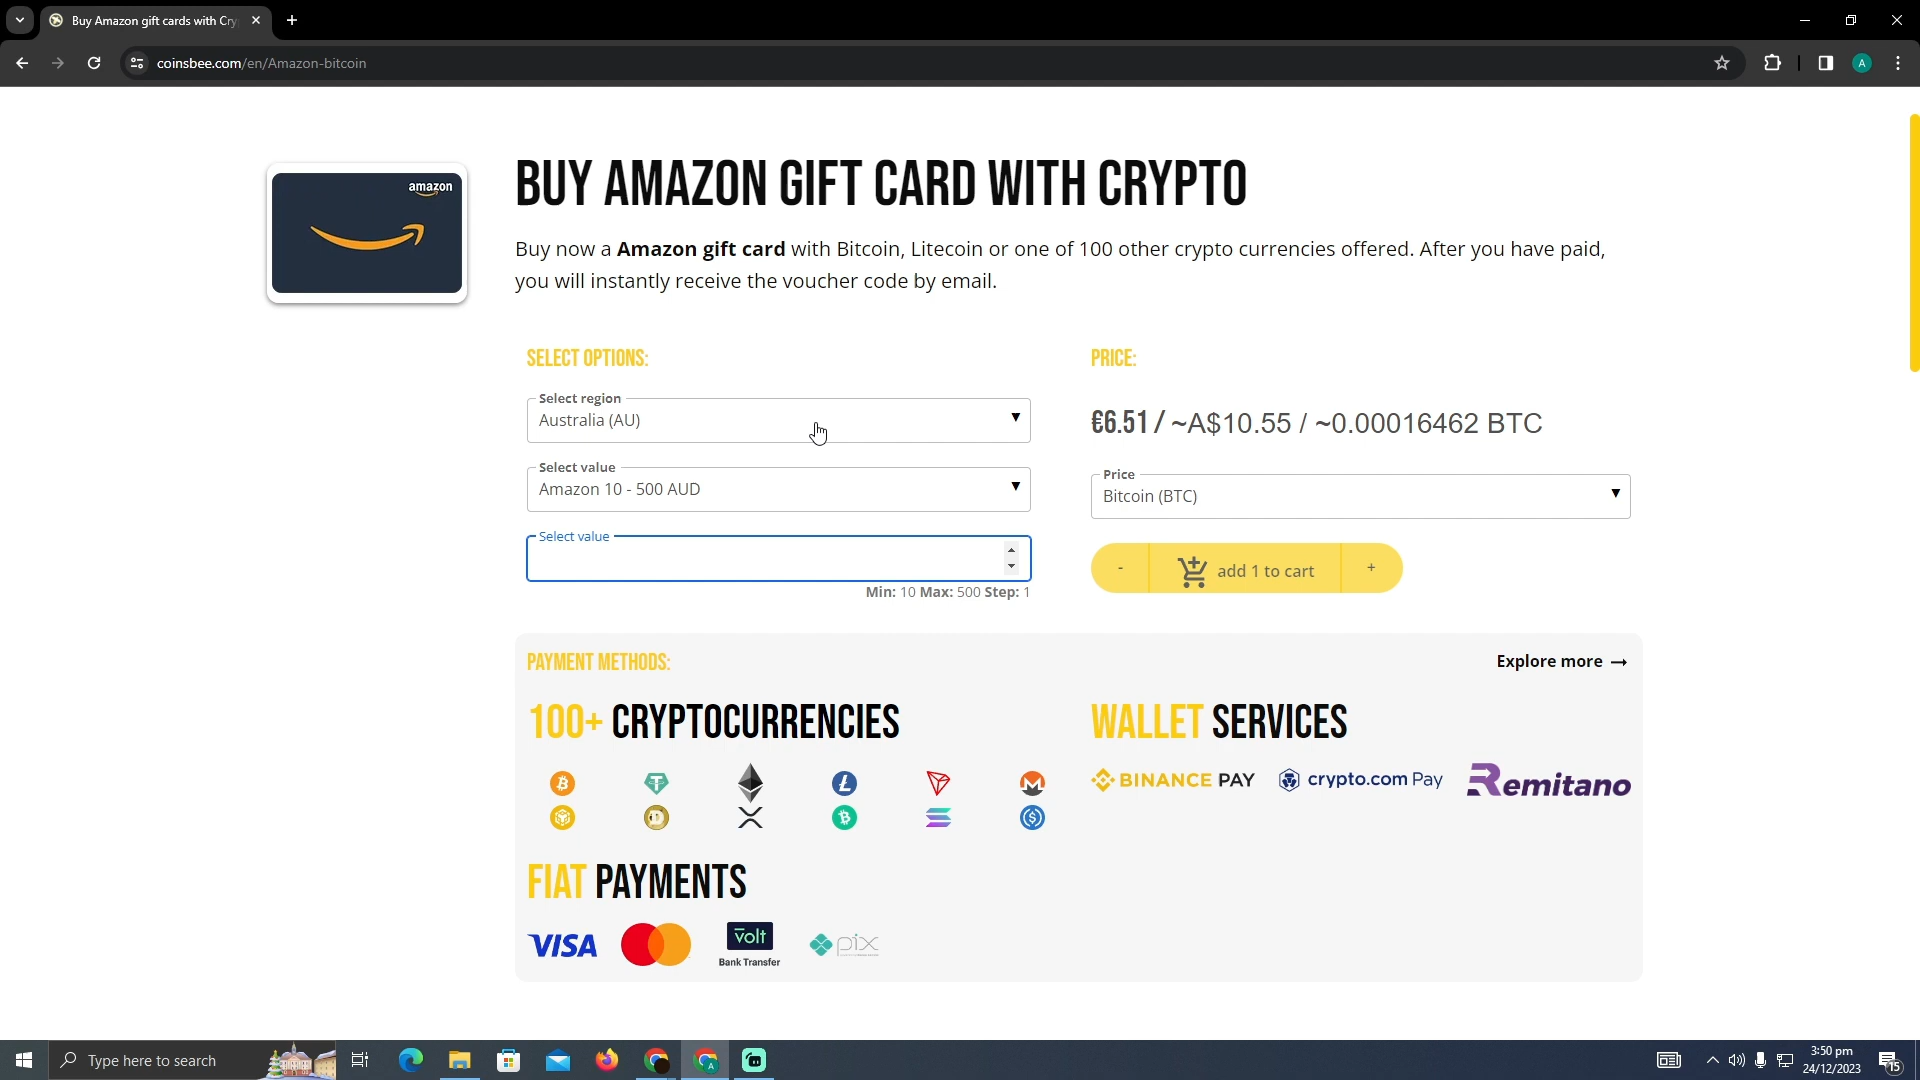 Buy Amazon gift cards with Cry
coinsbee.com/en/Amazon-bitcoin
A
amazon
BUY AMAZON GIFT CARD WITH CRYPTO
Buy now a Amazon gift card with Bitcoin, Litecoin or one of 100 other crypto currencies offered. After you have paid,
you will instantly receive the voucher code by email.
SELECT OPTIONS:
PRICE:
Select region
Australia (AU)
€6.51 / ~A$10.55 / ~0.00016462 BTC
Select value
Amazon 10 - 500 AUD
Price
Bitcoin (BTC)
Select value
Min: 10 Max: 500 Step: 1
- add 1 to cart +
PAYMENT METHODS:
Explore more →
100+ CRYPTOCURRENCIES
WALLET SERVICES
BINANCE PAY
crypto.com Pay
Remitano
FIAT PAYMENTS
VISA
volt
Bank Transfer
pix
Type here to search
3:50 pm
24/12/2023
15